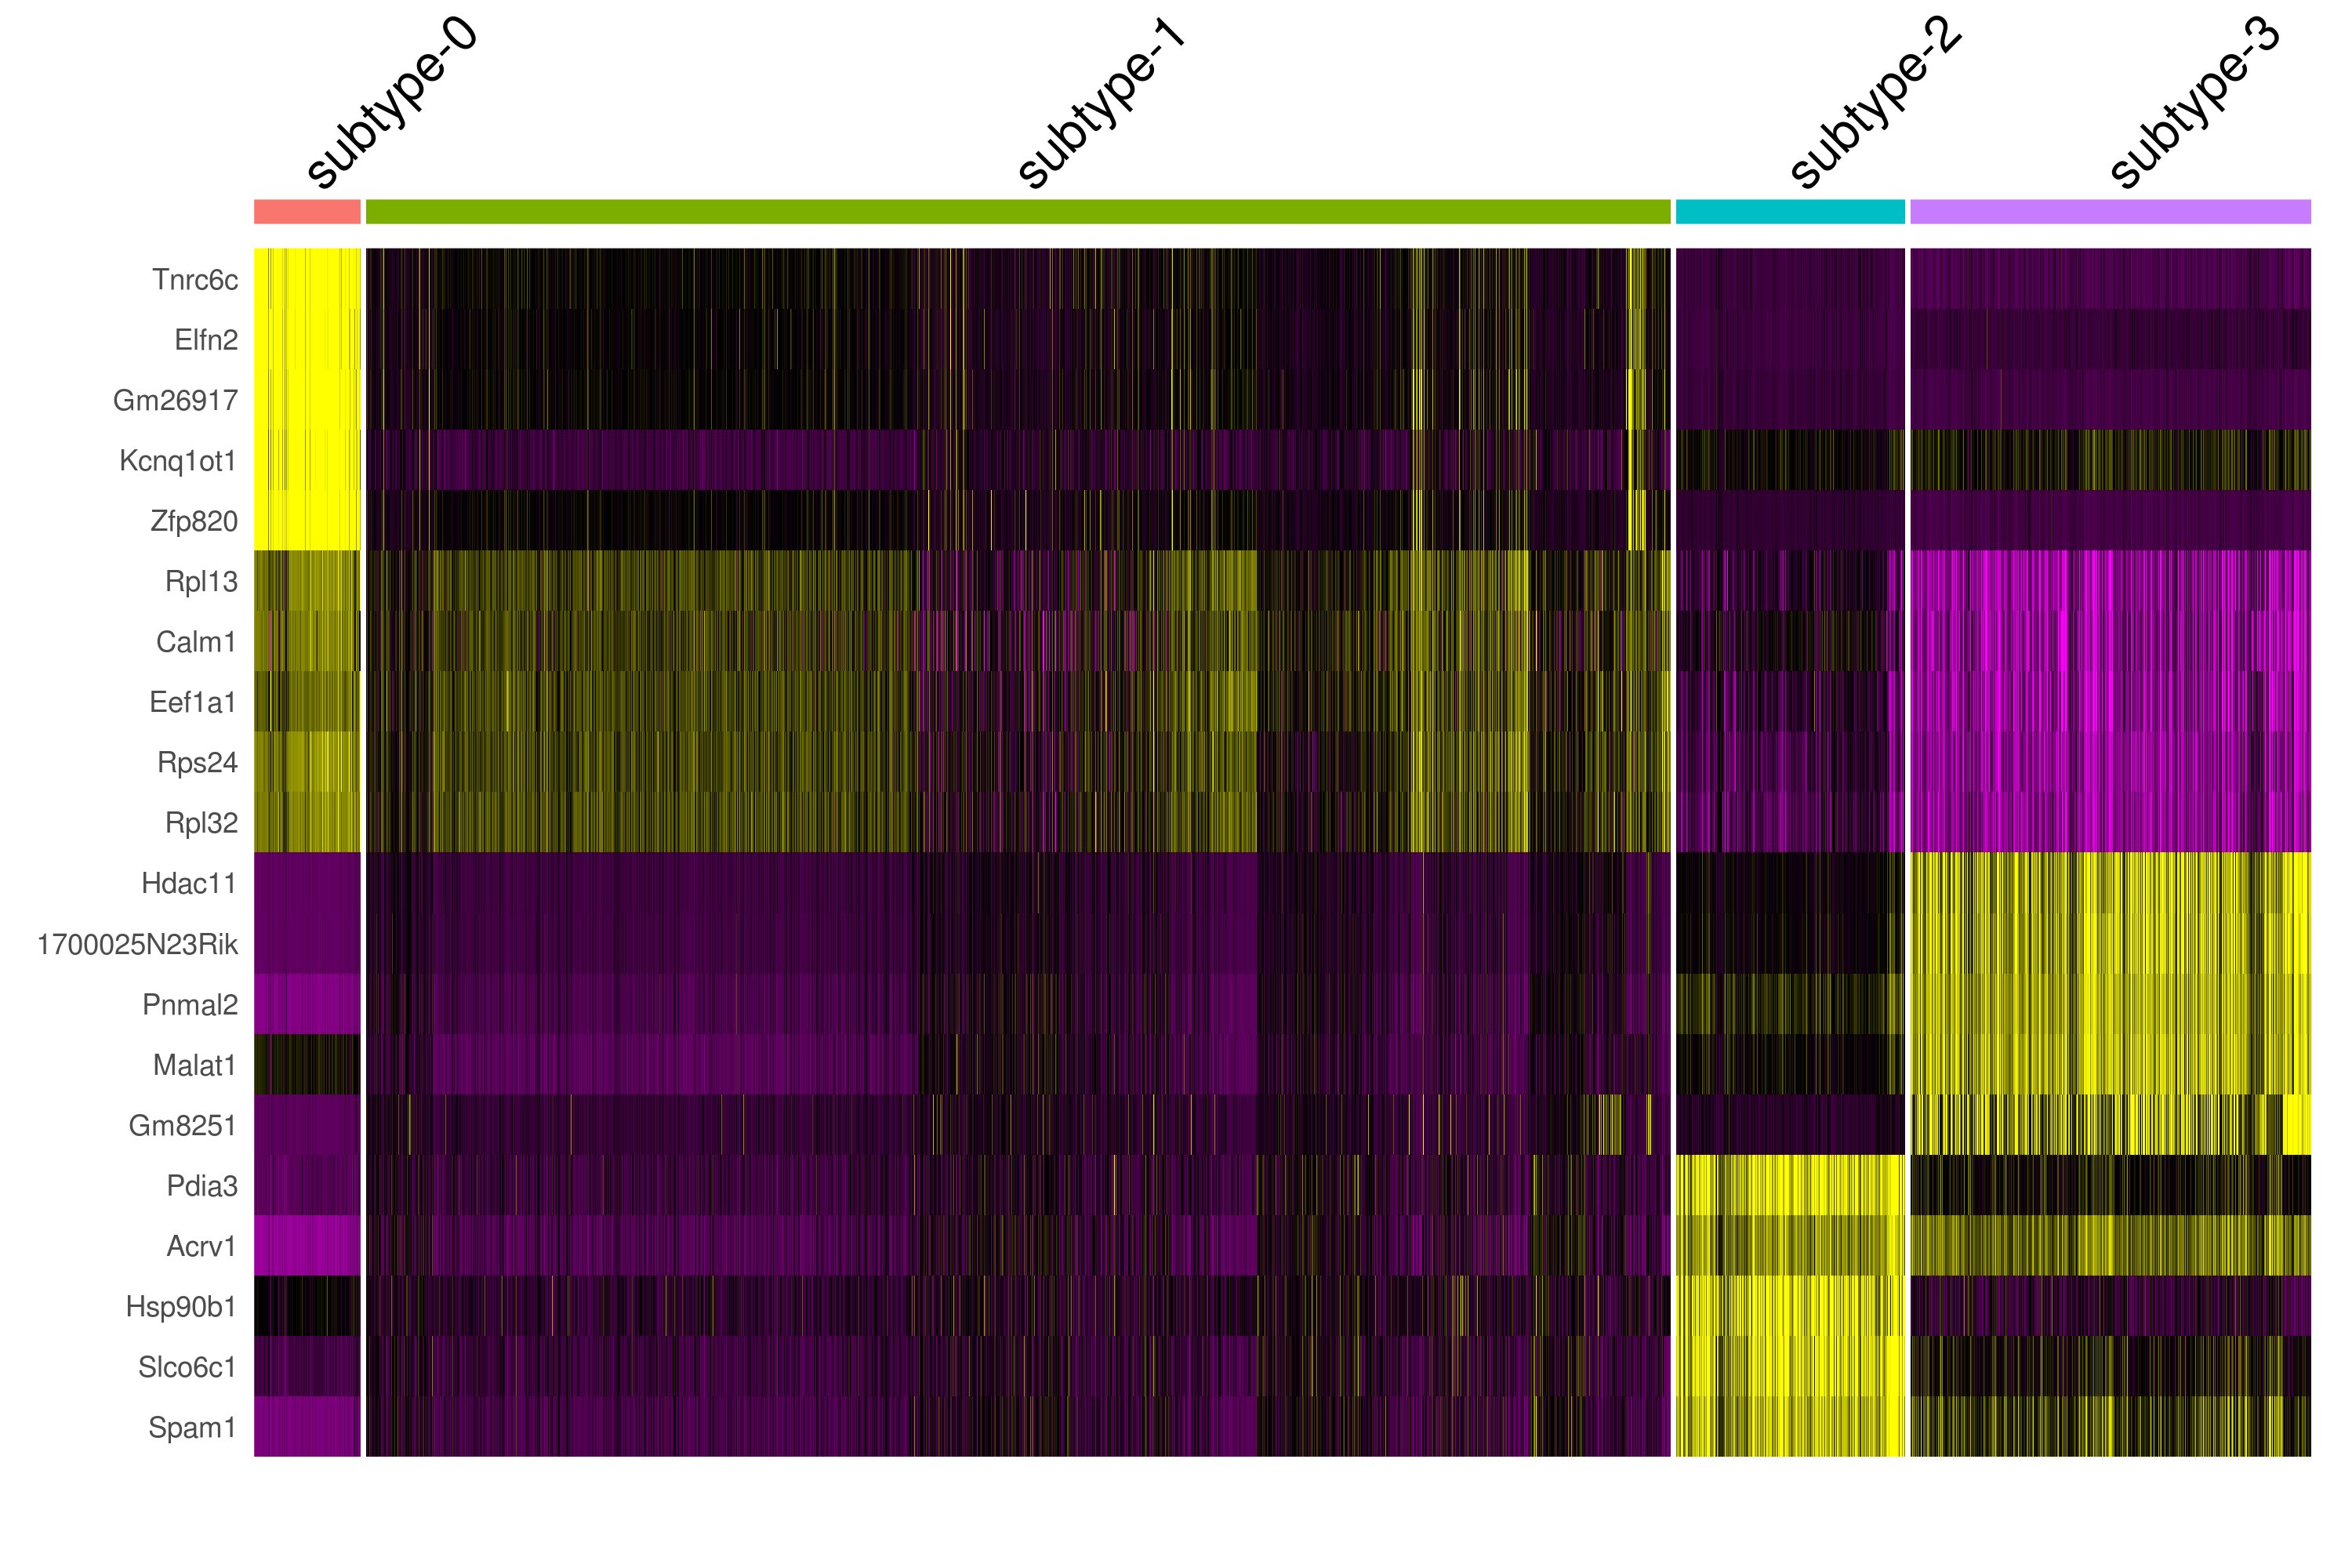 subtype-0
subtype-1
subtype-2
subtype-3
Tnrc6c
Elfn2
Gm26917
Kcnq1ot1
Zfp820
Rpl13
Calm1
Eef1a1
Rps24
Rpl32
Hdac11
1700025N23Rik
Pnmal2
Malat1
Gm8251
Pdia3
Acrv1
Hsp90b1
Slco6c1
Spam1